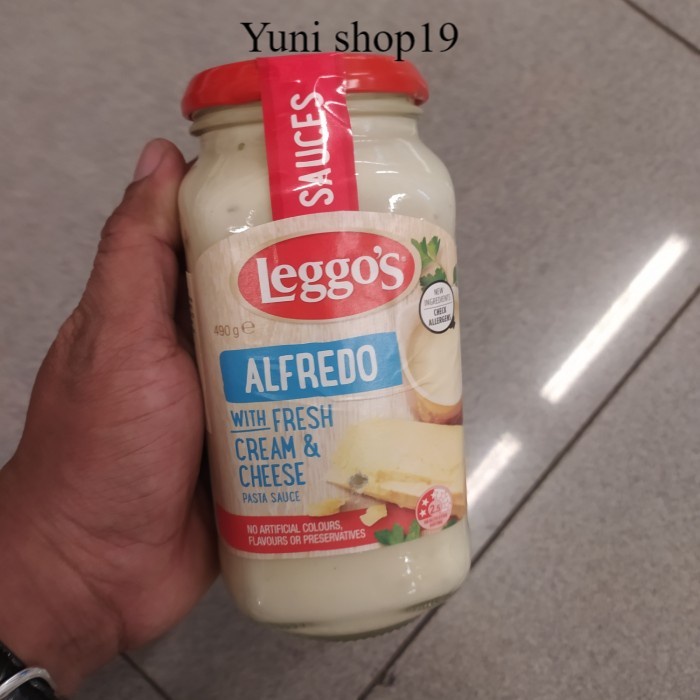 Yuni shop19
SAUCES
Leggo's
NEW
INGREDIENTS
CHECK
ALLERGENS
490 g e
ALFREDO
WITH FRESH
CREAM &
CHEESE
PASTA SAUCE
NO ARTIFICIAL COLOURS,
FLAVOURS OR PRESERVATIVES